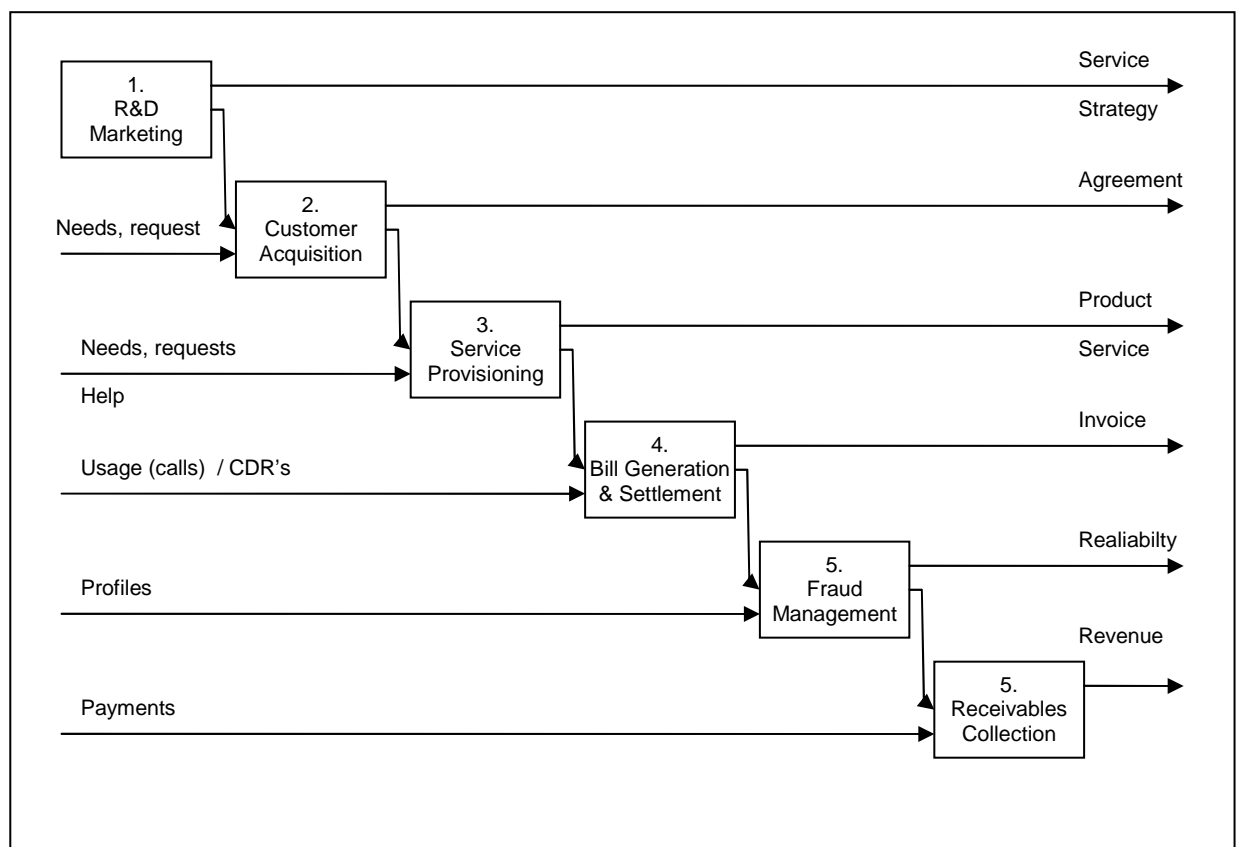 Service
1.
R&D
Marketing
Strategy
Agreement
2.
Customer
Acquisition
Needs, request
Product
3.
Service
Provisioning
Needs, requests
Service
Help
Invoice
4.
Bill Generation
& Settlement
Usage (calls)  / CDR's
Realiabilty
5.
Fraud
Management
Profiles
Revenue
5.
Receivables
Collection
Payments